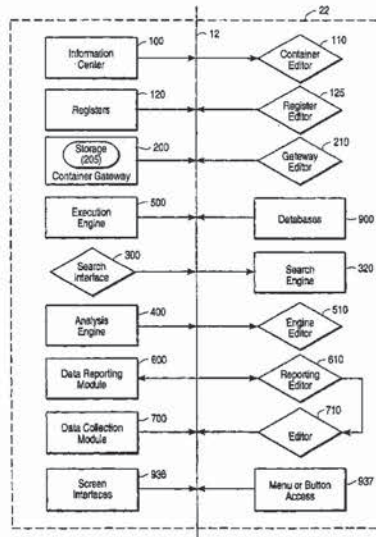 22
100
12
110
Information
Center
Container
Editor
120
125
Registers
Register
Editor
200
210
Storage
(205)
Container Gateway
Gateway
Editor
500
Execution
Engine
Databases
900
300
Search
Interface
320
Search
Engine
400
510
Analysis
Engine
Engine
Editor
600
610
Data Reporting
Module
Reporting
Editor
700
710
Data Collection
Module
Editor
936
937
Screen
Interfaces
Menu or Button
Access